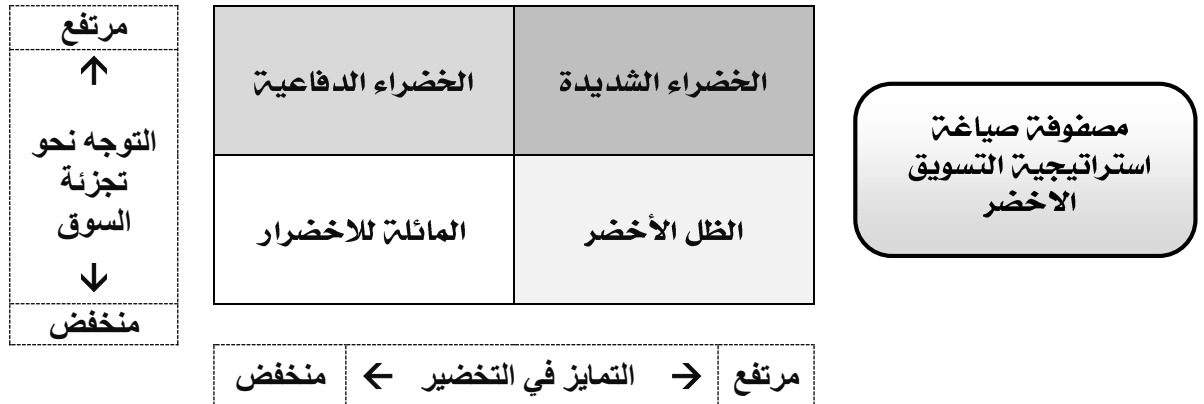 مصفوفة صياغة
استراتيجية التسويق
الاخضر
الخضراء الشديدة
الخضراء الدفاعية
الظل الأخضر
المائلة للاخضرار
مرتفع
↑
التوجه نحو
تجزئة
السوق
↓
منخفض
مرتفع → التمايز في التخضير ← منخفض